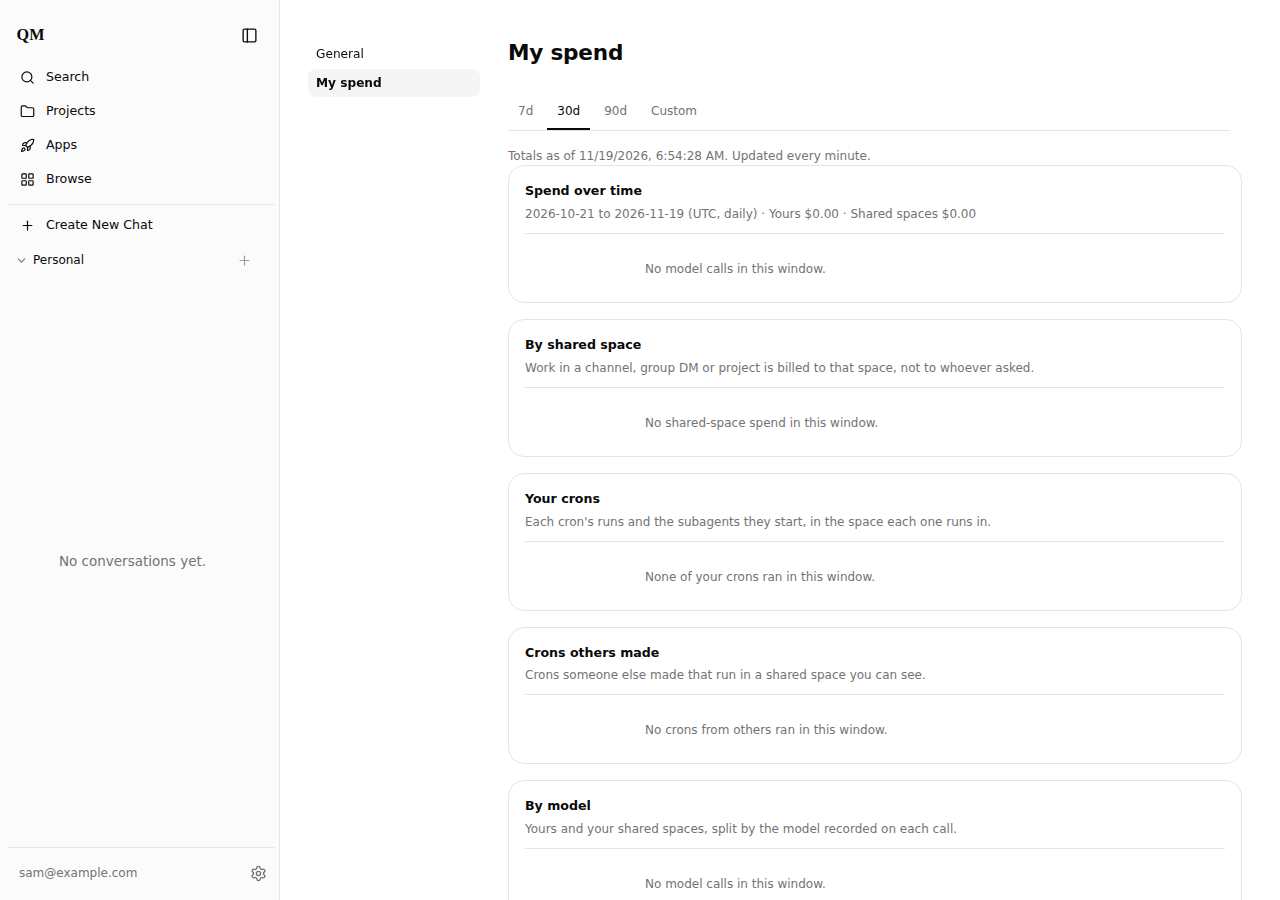 QM
Search
Projects
Apps
Browse
Create New Chat
Personal
No conversations yet.
sam@example.com
General
My spend
My spend
7d 30d 90d Custom
Totals as of 11/19/2026, 6:54:28 AM. Updated every minute.
Spend over time
2026-10-21 to 2026-11-19 (UTC, daily) · Yours $0.00 · Shared spaces $0.00
No model calls in this window.
By shared space
Work in a channel, group DM or project is billed to that space, not to whoever asked.
No shared-space spend in this window.
Your crons
Each cron's runs and the subagents they start, in the space each one runs in.
None of your crons ran in this window.
Crons others made
Crons someone else made that run in a shared space you can see.
No crons from others ran in this window.
By model
Yours and your shared spaces, split by the model recorded on each call.
No model calls in this window.